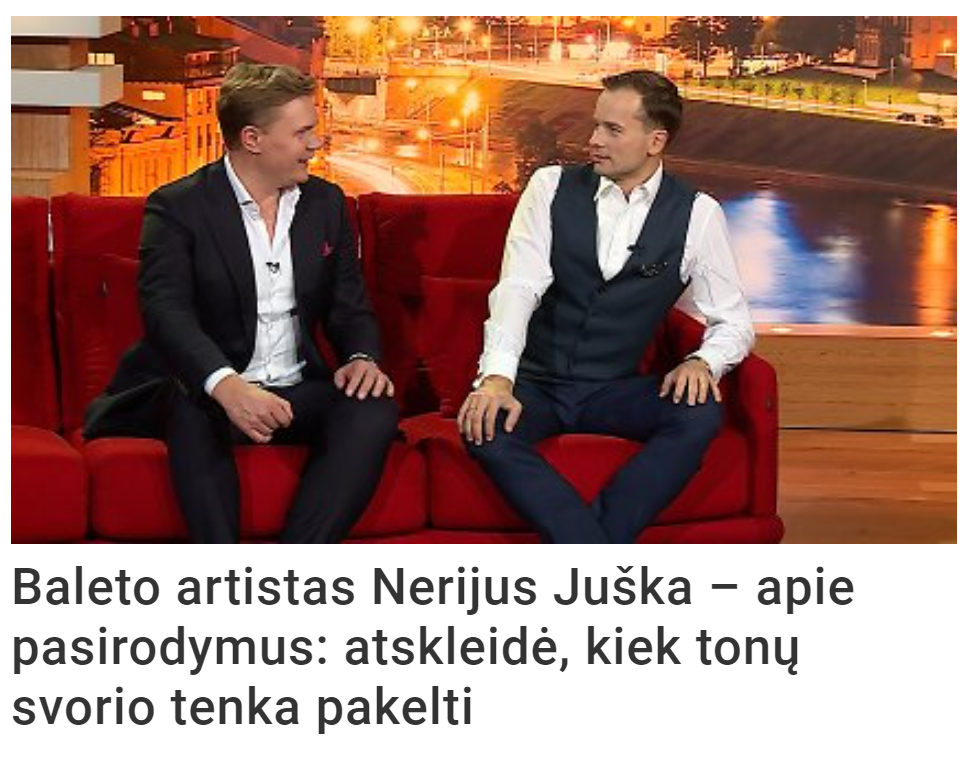 Baleto artistas Nerijus Juška – apie
pasirodymus: atskleidė, kiek tonų
svorio tenka pakelti